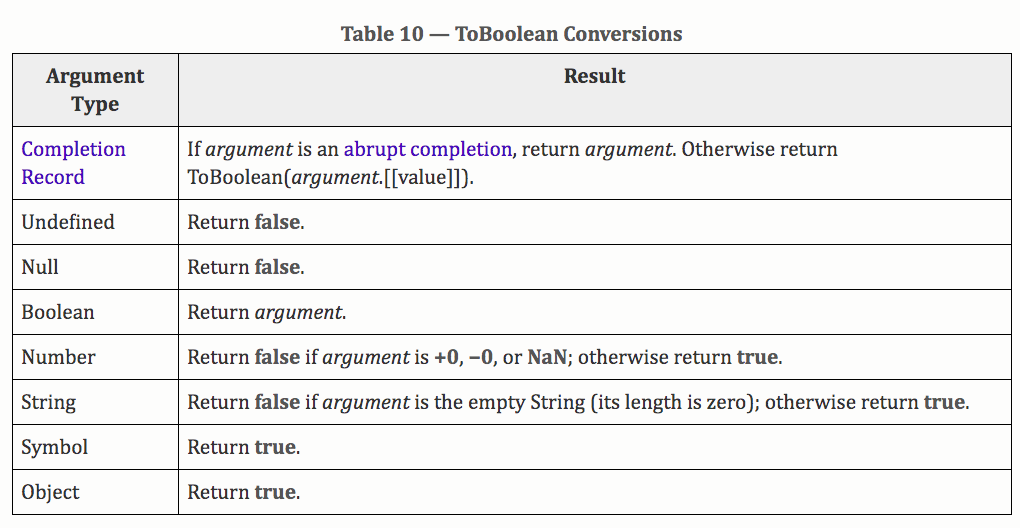 Table 10 — ToBoolean Conversions
Argument
Type
Result
Completion
Record
If argument is an abrupt completion, return argument. Otherwise return
ToBoolean(argument.[[value]]).
Undefined
Return false.
Null
Return false.
Boolean
Return argument.
Number
Return false if argument is +0, −0, or NaN; otherwise return true.
String
Return false if argument is the empty String (its length is zero); otherwise return true.
Symbol
Return true.
Object
Return true.